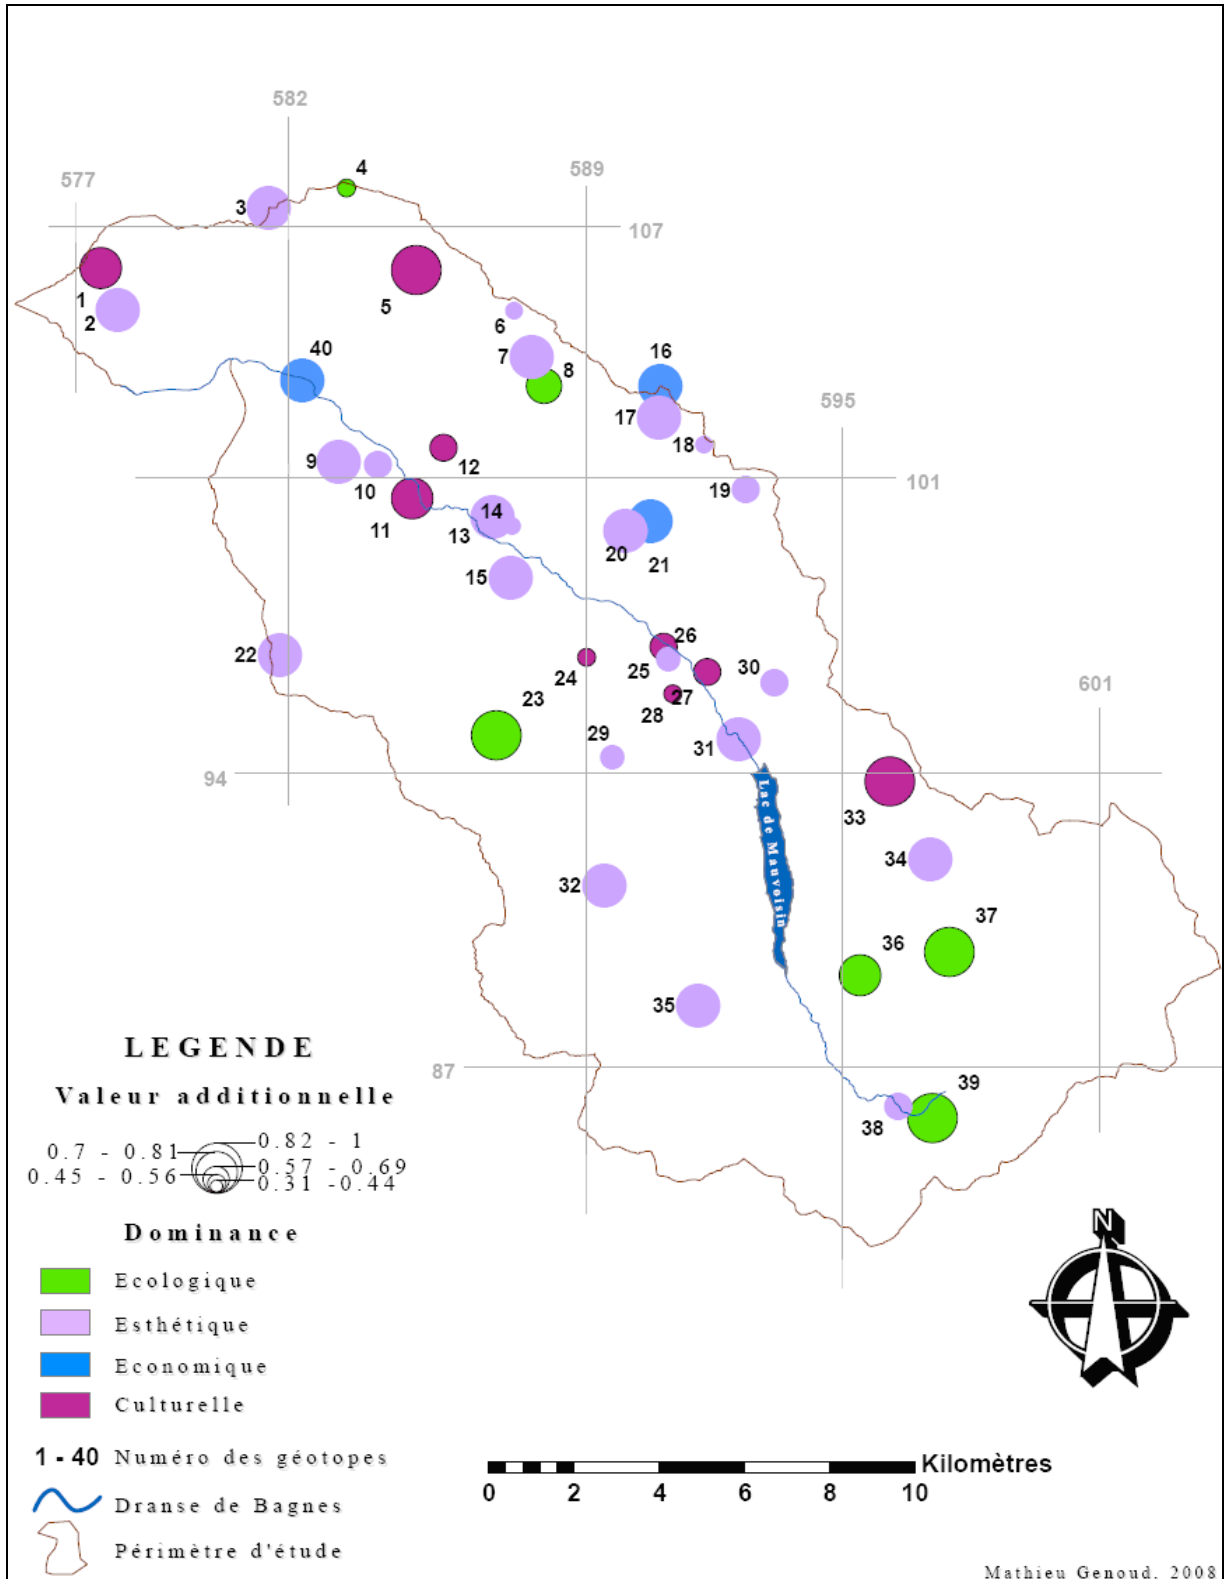 582
4
577
589
3
107
1
2
5
6
7
8
40
16
17
595
18
9
10
12
101
19
11
13
14
20
21
15
22
26
25
24
27
28
30
23
601
29
31
94
33
Lac de Mauvoisin
34
32
37
36
35
LEGENDE
87
Valeur additionnelle
39
38
0.82 - 1
0.7 - 0.81
0.57 - 0.69
0.45 - 0.56
0.31 -0.44
Dominance
N
Ecologique
Esthétique
Economique
Culturelle
1 - 40 Numéro des géotopes
Kilomètres
0 2 4 6 8 10
Dranse de Bagnes
Périmètre d'étude
Mathieu Genoud, 2008